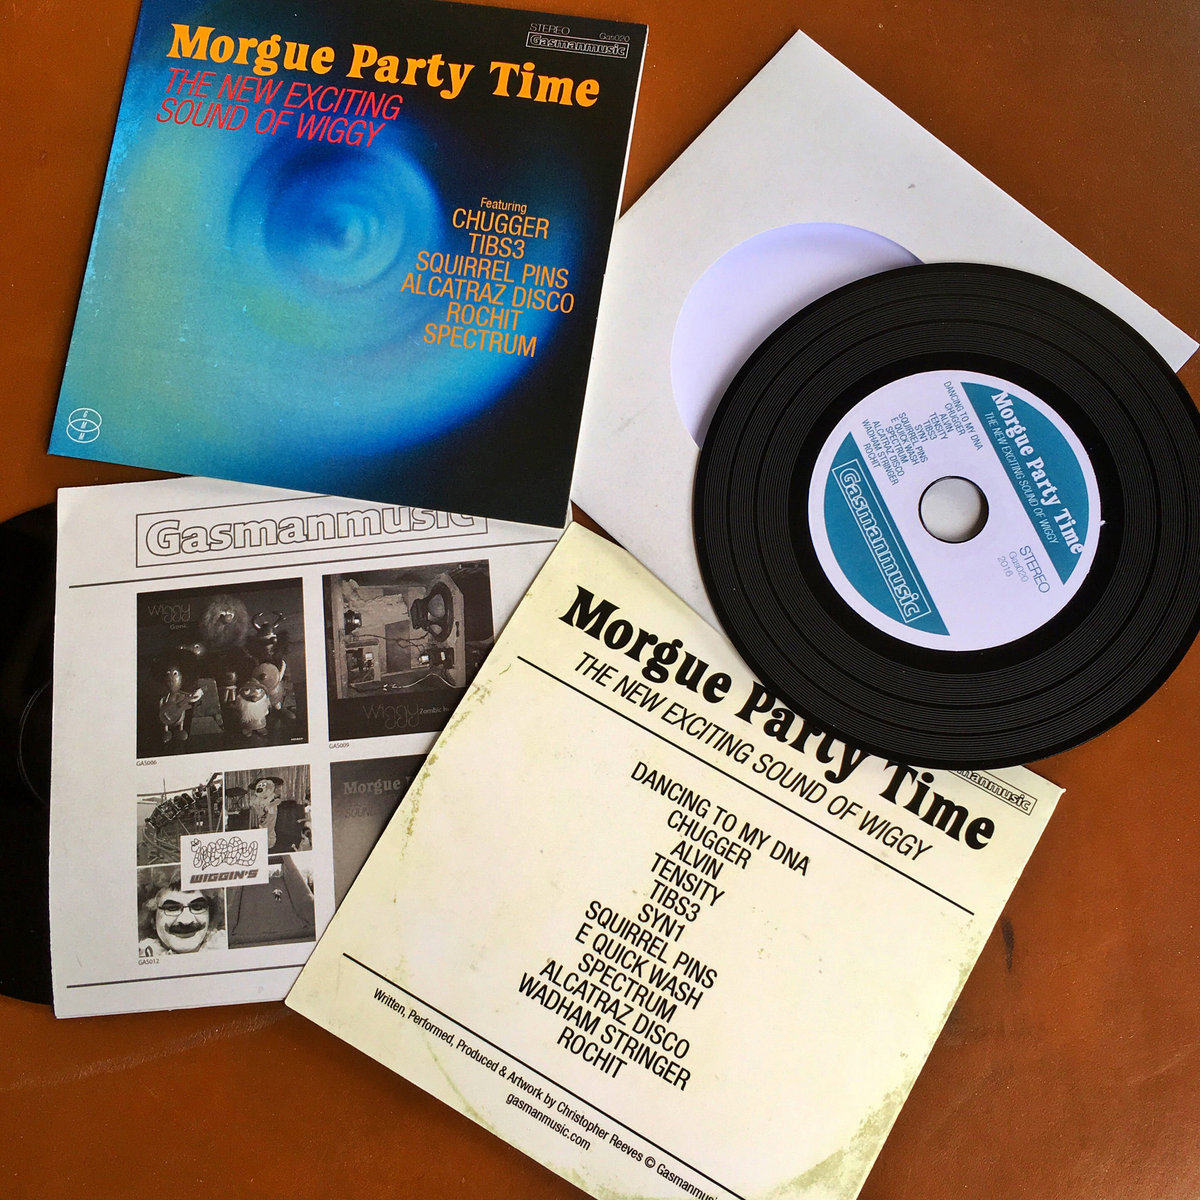 Morgue Party Time
THE NEW EXCITING
SOUND OF WIGGY
STEREO
Gas020
Gasmanmusic
Featuring
CHUGGER
TIBS3
SQUIRREL PINS
ALCATRAZ DISCO
ROCHIT
SPECTRUM
G
M
M
Morgue Party Time
THE NEW EXCITING SOUND OF WIGGY
DANCING TO MY DNA
CHUGGER
ALVIN
TENSITY
TIBS3
SYN1
SQUIRREL PINS
E QUICK WASH
SPECTRUM
ALCATRAZ DISCO
WADHAM STRINGER
ROCHIT
STEREO
Gas020
2016
Gasmanmusic
Gasmanmusic
wiggy
GAS006
wiggy
Zombie
GAS009
WIGGIN'S
GAS012
Morgue
Morgue Party Time
THE NEW EXCITING SOUND OF WIGGY
DANCING TO MY DNA
CHUGGER
ALVIN
TENSITY
TIBS3
SYN1
SQUIRREL PINS
E QUICK WASH
SPECTRUM
ALCATRAZ DISCO
WADHAM STRINGER
ROCHIT
Written, Performed, Produced & Artwork by Christopher Reeves © Gasmanmusic
gasmanmusic.com